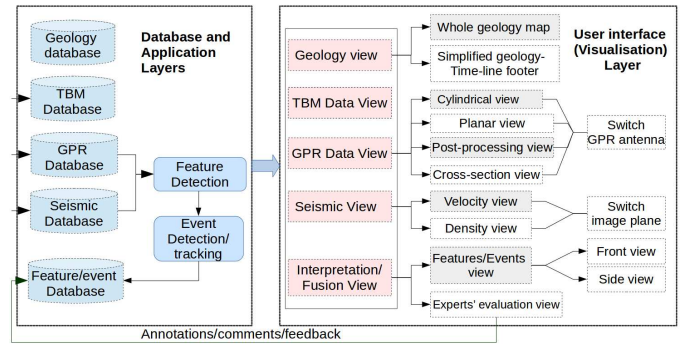 Geology
database
Database and
Application
Layers
TBM
Database
GPR
Database
Seismic
Database
Feature/event
Database
Feature
Detection
Event
Detection/
tracking
Geology view
TBM Data View
GPR Data View
Seismic View
Interpretation/
Fusion View
Whole geology map
Simplified geology-
Time-line footer
User interface
(Visualisation)
Layer
Cylindrical view
Planar view
Post-processing view
Cross-section view
Switch
GPR antenna
Velocity view
Density view
Switch
image plane
Features/Events
view
Front view
Side view
Experts' evaluation view
Annotations/comments/feedback